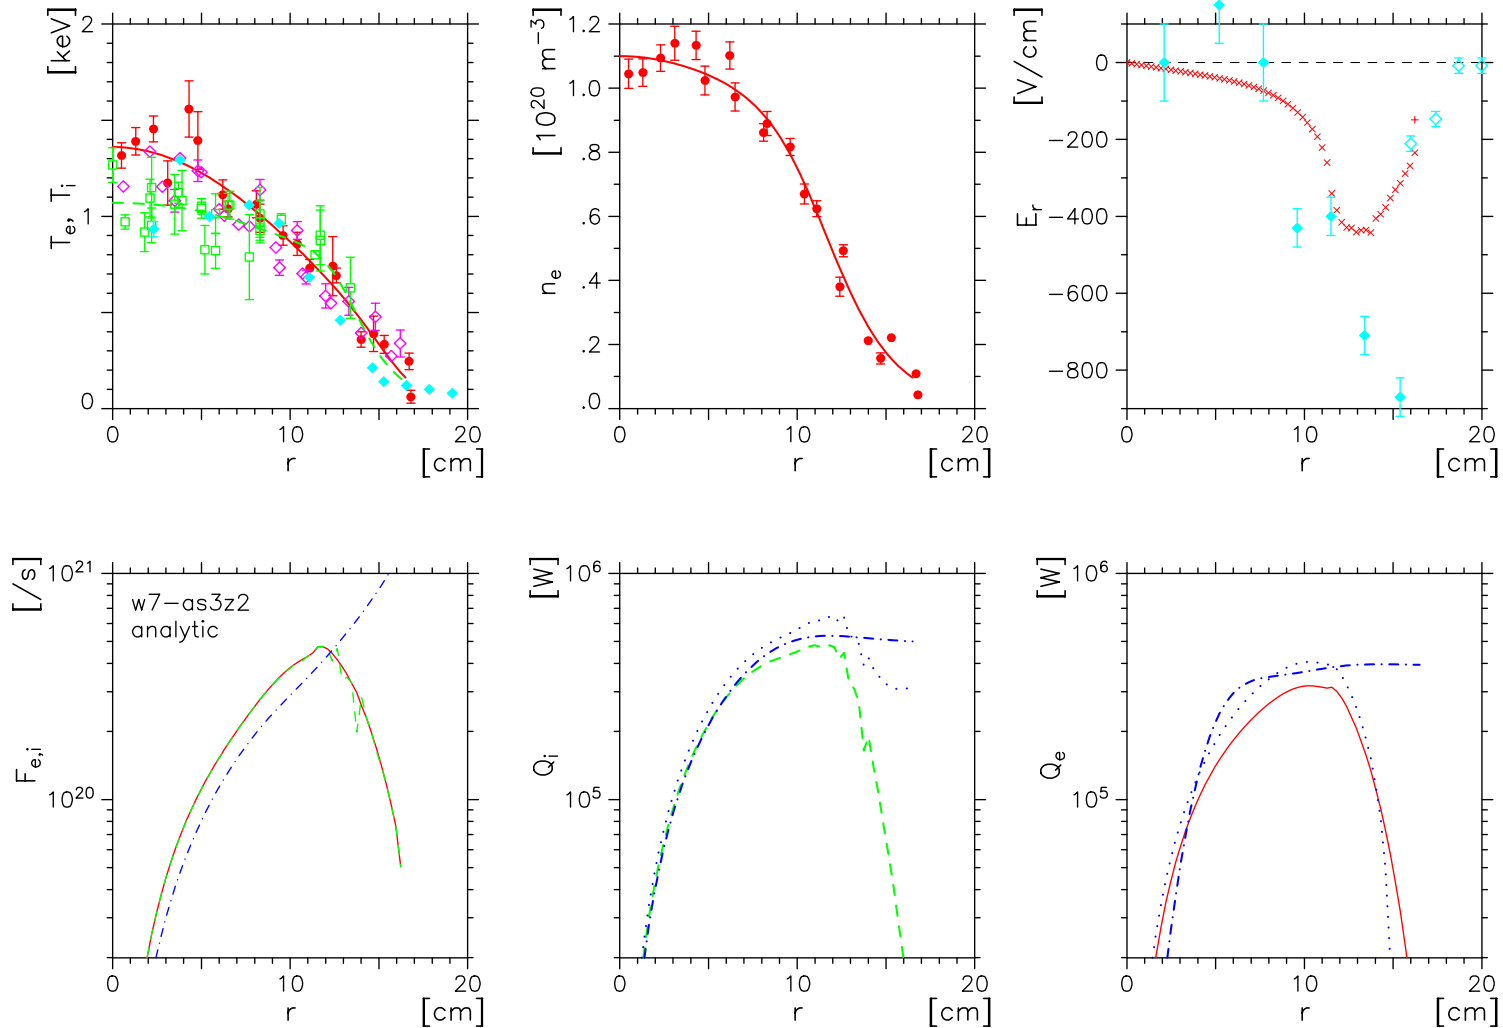 [keV]
T_e, T_i
2
1
0
0 10 20
r [cm]
[10^20 m^−3]
n_e
1.2
1.0
.8
.6
.4
.2
.0
0 10 20
r [cm]
[V/cm]
E_r
0
−200
−400
−600
−800
0 10 20
r [cm]
[/s]
F_e,i
10^21
10^20
w7−as3z2
analytic
0 10 20
r [cm]
[W]
Q_i
10^6
10^5
0 10 20
r [cm]
[W]
Q_e
10^6
10^5
0 10 20
r [cm]